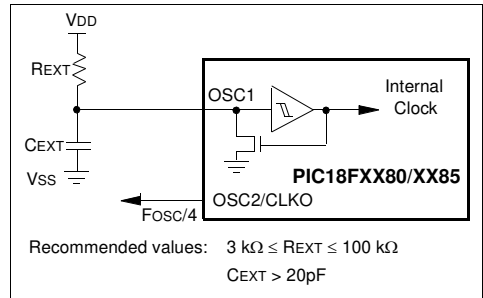 VDD
REXT
OSC1
Internal
Clock
CEXT
VSS
PIC18FXX80/XX85
OSC2/CLKO
FOSC/4
Recommended values: 3 kΩ ≤ REXT ≤ 100 kΩ
CEXT > 20pF